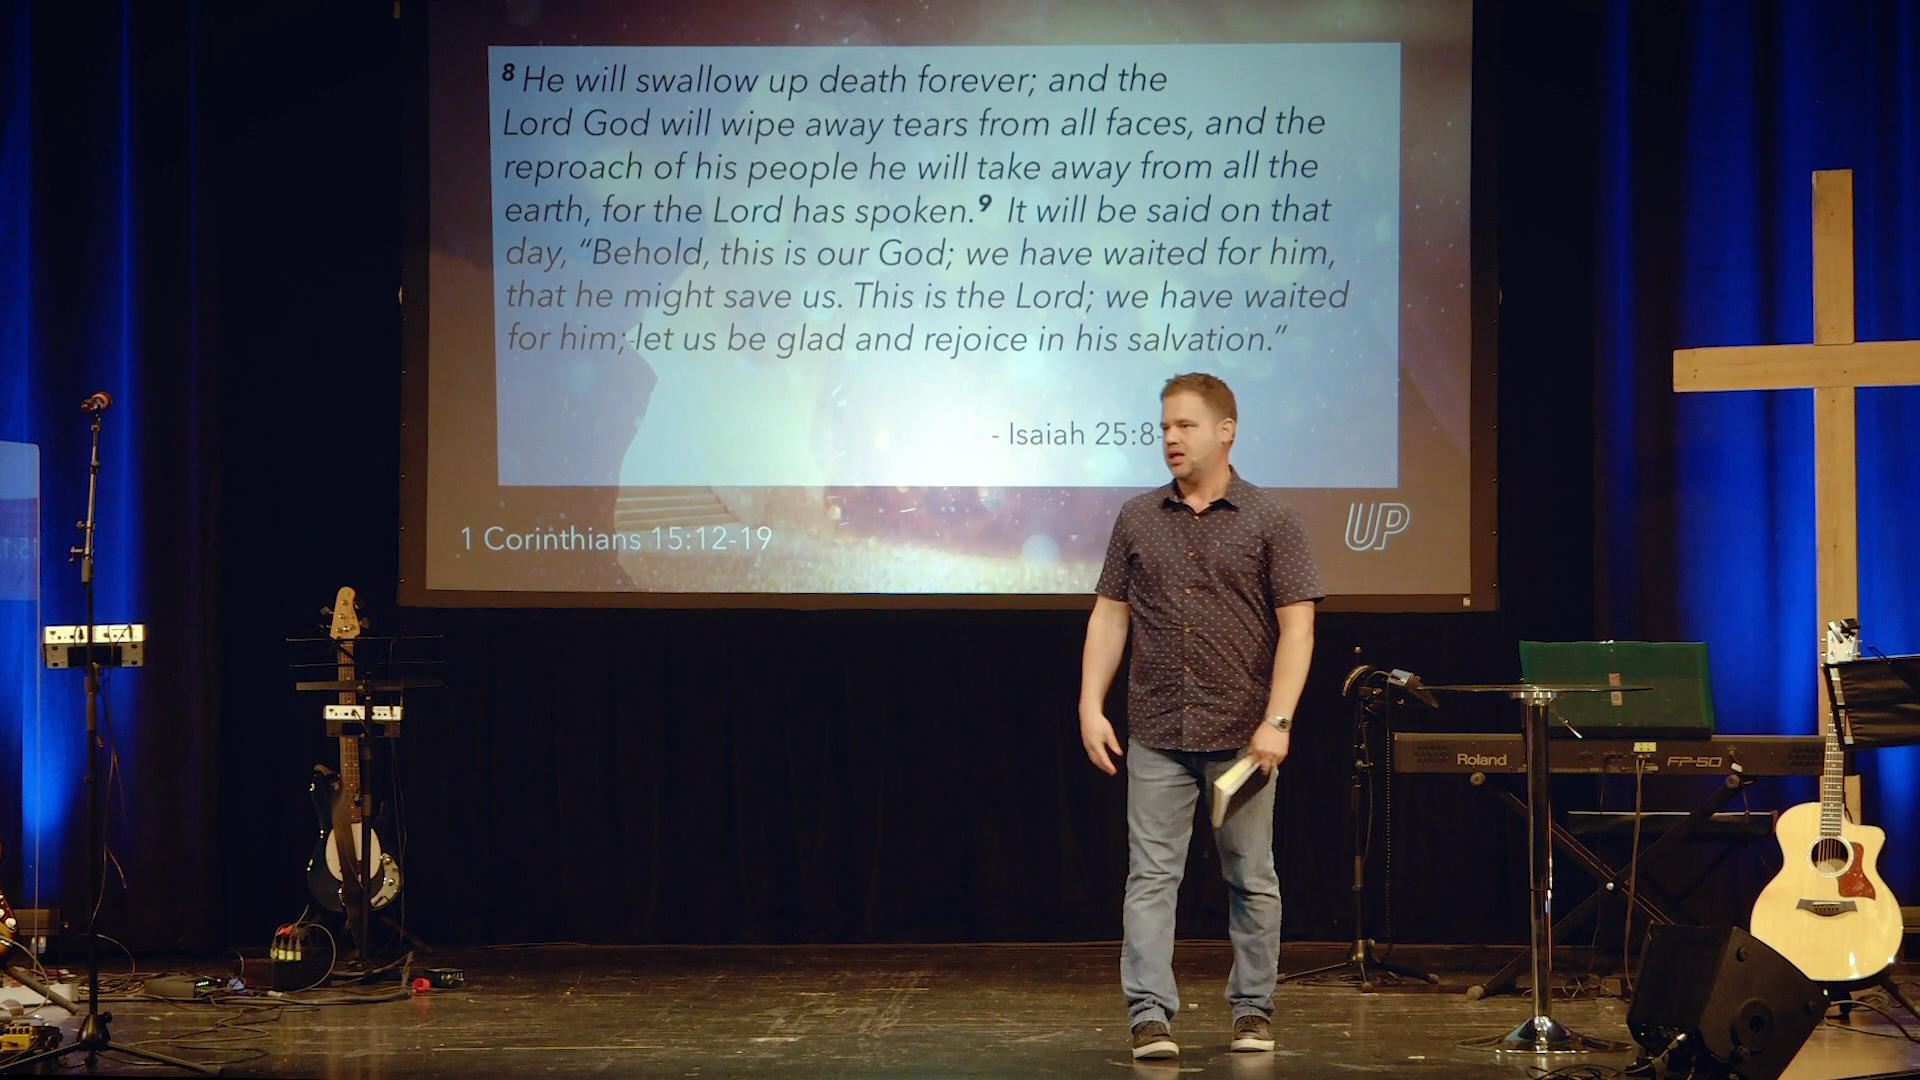 8 He will swallow up death forever; and the
Lord God will wipe away tears from all faces, and the
reproach of his people he will take away from all the
earth, for the Lord has spoken.9 It will be said on that
day, “Behold, this is our God; we have waited for him,
that he might save us. This is the Lord; we have waited
for him; let us be glad and rejoice in his salvation.”
- Isaiah 25:8-
1 Corinthians 15:12-19
UP
Roland
FP-50